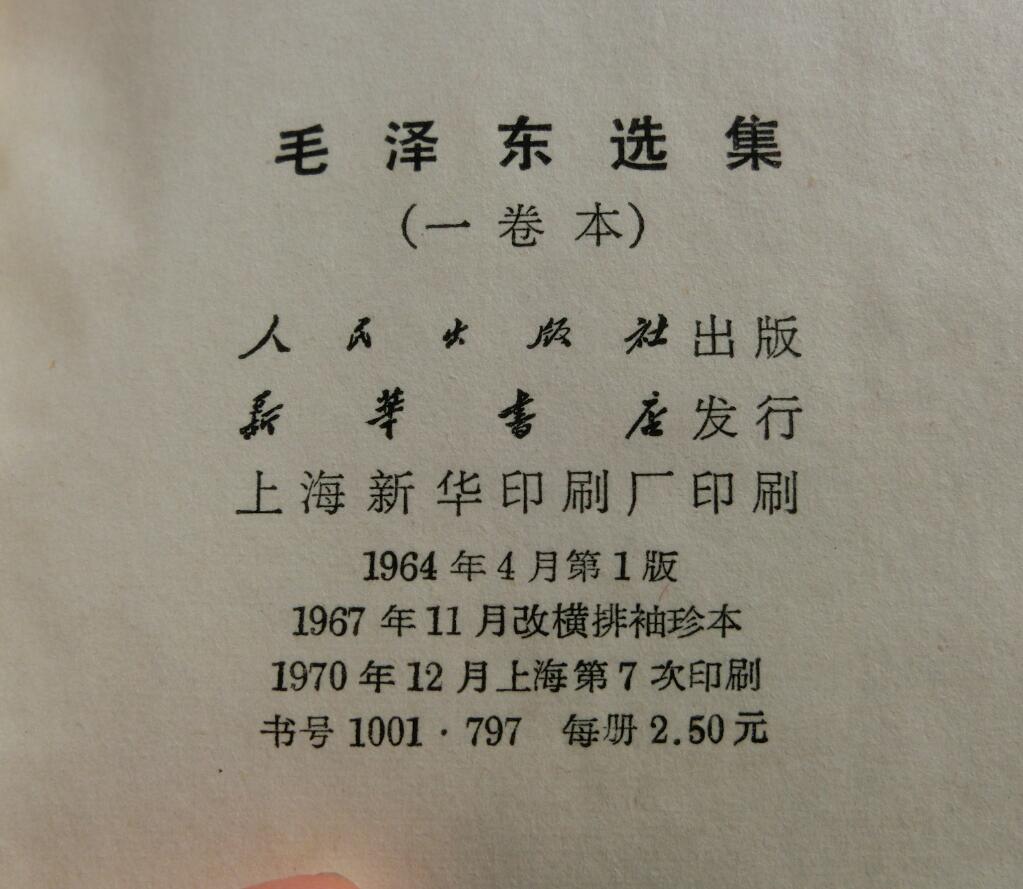 毛泽东选集
（一卷本）
人民出版社出版
新華書店发行
上海新华印刷厂印刷
1964年4月第1版
1967年11月改横排袖珍本
1970年12月上海第7次印刷
书号1001·797　每册2.50元